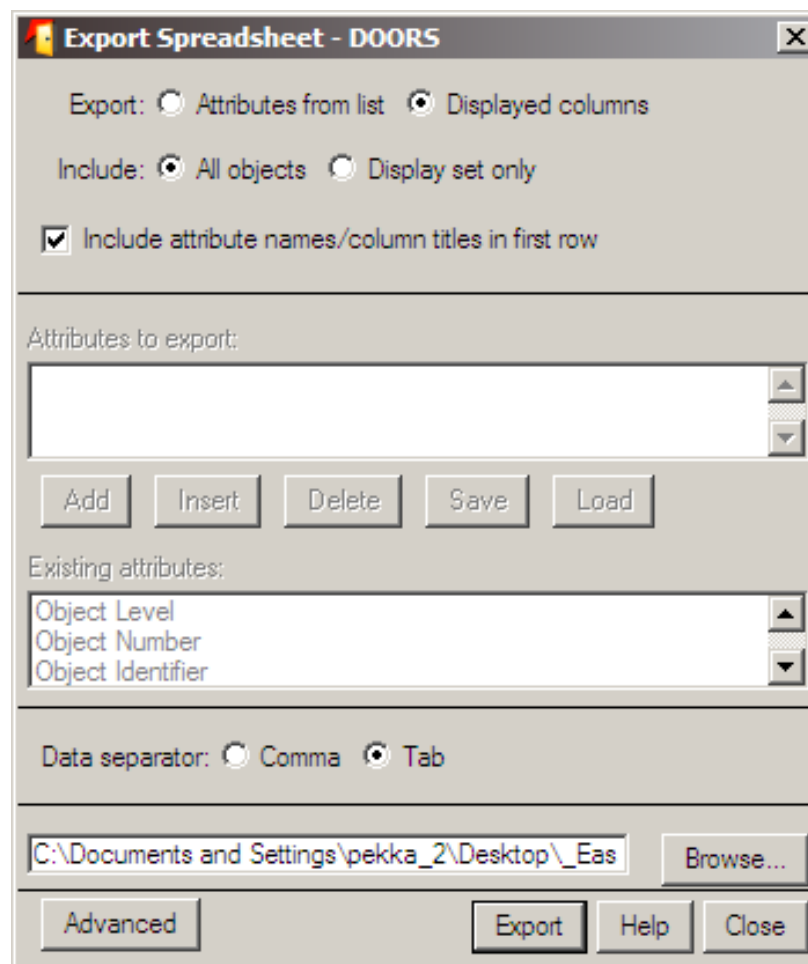 Export Spreadsheet - DOORS
Export: Attributes from list Displayed columns
Include: All objects Display set only
Include attribute names/column titles in first row
Attributes to export:
Add Insert Delete Save Load
Existing attributes:
Object Level
Object Number
Object Identifier
Data separator: Comma Tab
C:\Documents and Settings\pekka_2\Desktop\_Eas Browse...
Advanced Export Help Close